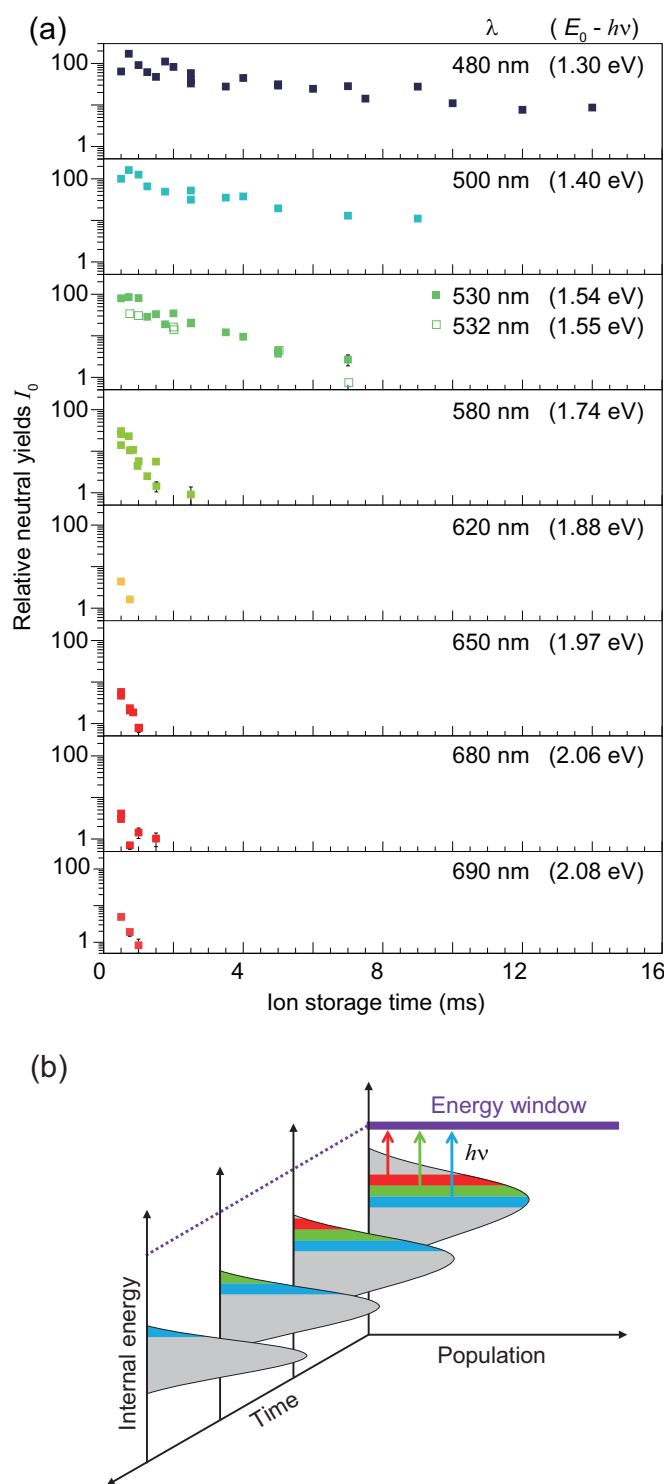 (a)
λ ( E0 - hν)
100
1
480 nm (1.30 eV)
100
1
500 nm (1.40 eV)
100
1
530 nm (1.54 eV)
532 nm (1.55 eV)
100
1
580 nm (1.74 eV)
100
1
620 nm (1.88 eV)
100
1
650 nm (1.97 eV)
100
1
680 nm (2.06 eV)
100
1
690 nm (2.08 eV)
Relative neutral yields I0
0 4 8 12 16
Ion storage time (ms)
(b)
Energy window
hν
Internal energy
Time
Population